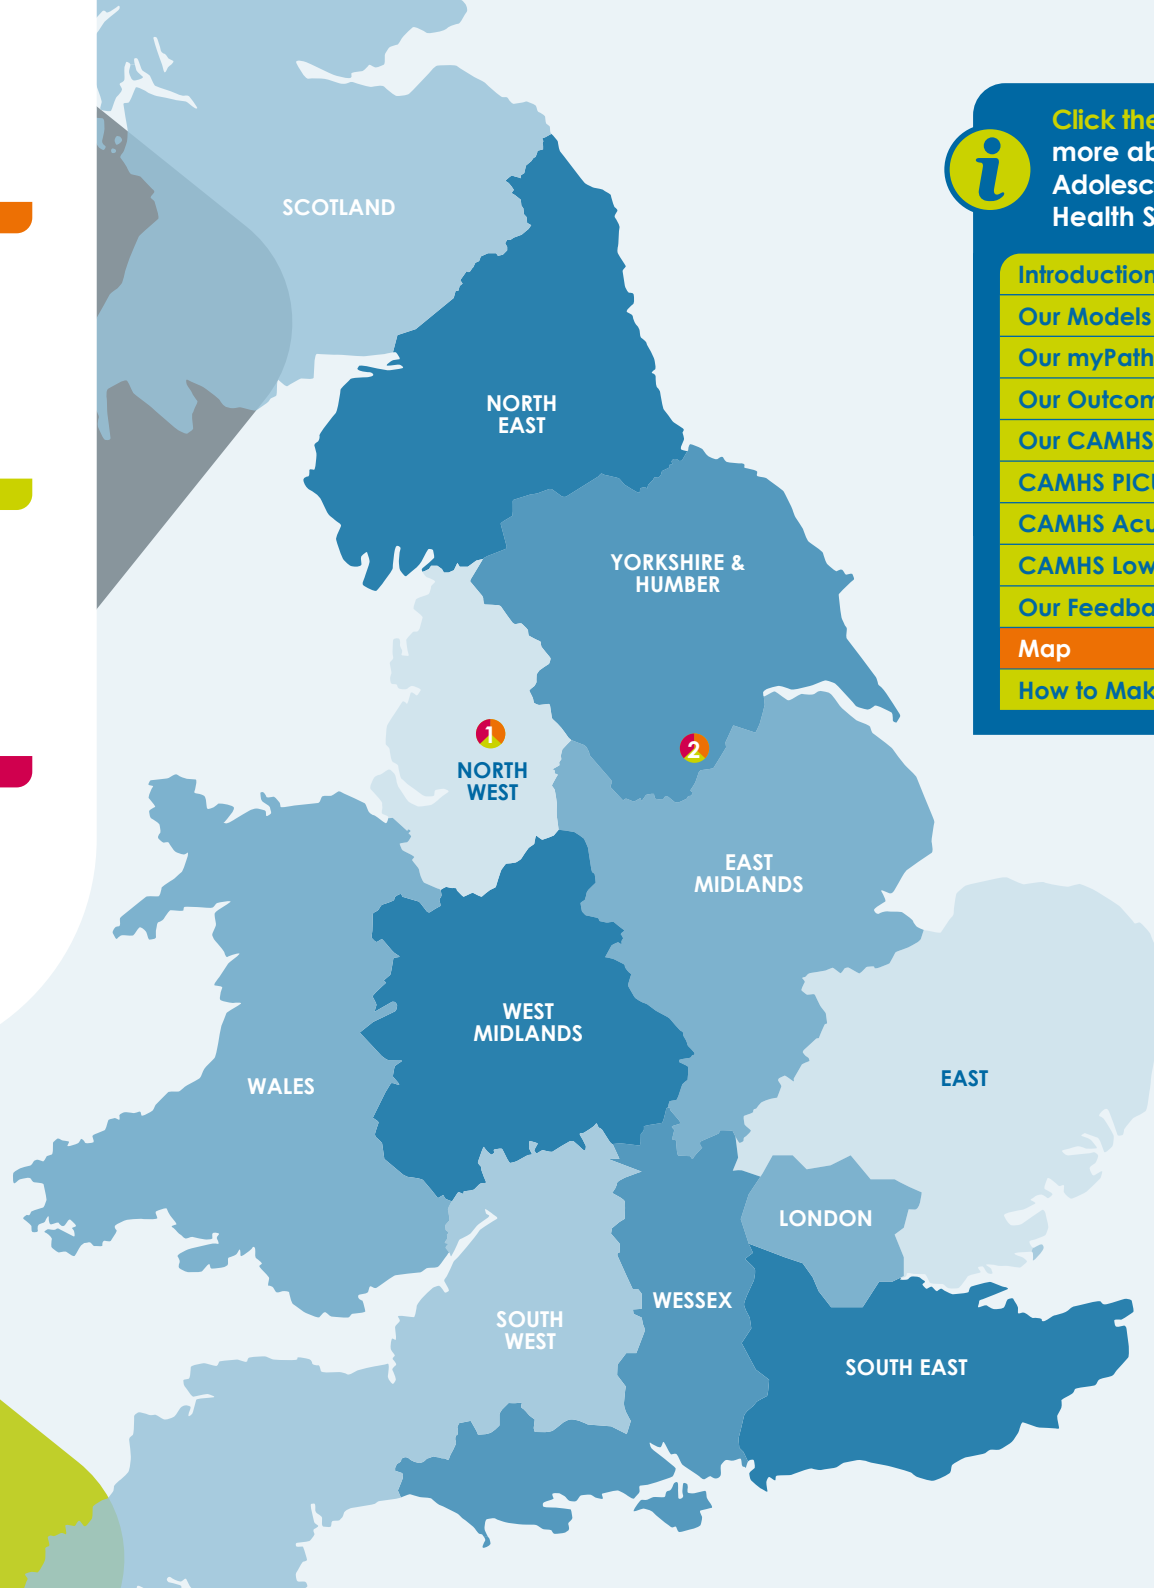 SCOTLAND
NORTH
EAST
YORKSHIRE &
HUMBER
1
NORTH
WEST
2
EAST
MIDLANDS
WEST
MIDLANDS
WALES
EAST
LONDON
WESSEX
SOUTH
WEST
SOUTH EAST
i
Click the
more ab
Adolesc
Health S
Introduction
Our Models
Our myPath
Our Outcom
Our CAMHS
CAMHS PICU
CAMHS Acu
CAMHS Low
Our Feedba
Map
How to Mak